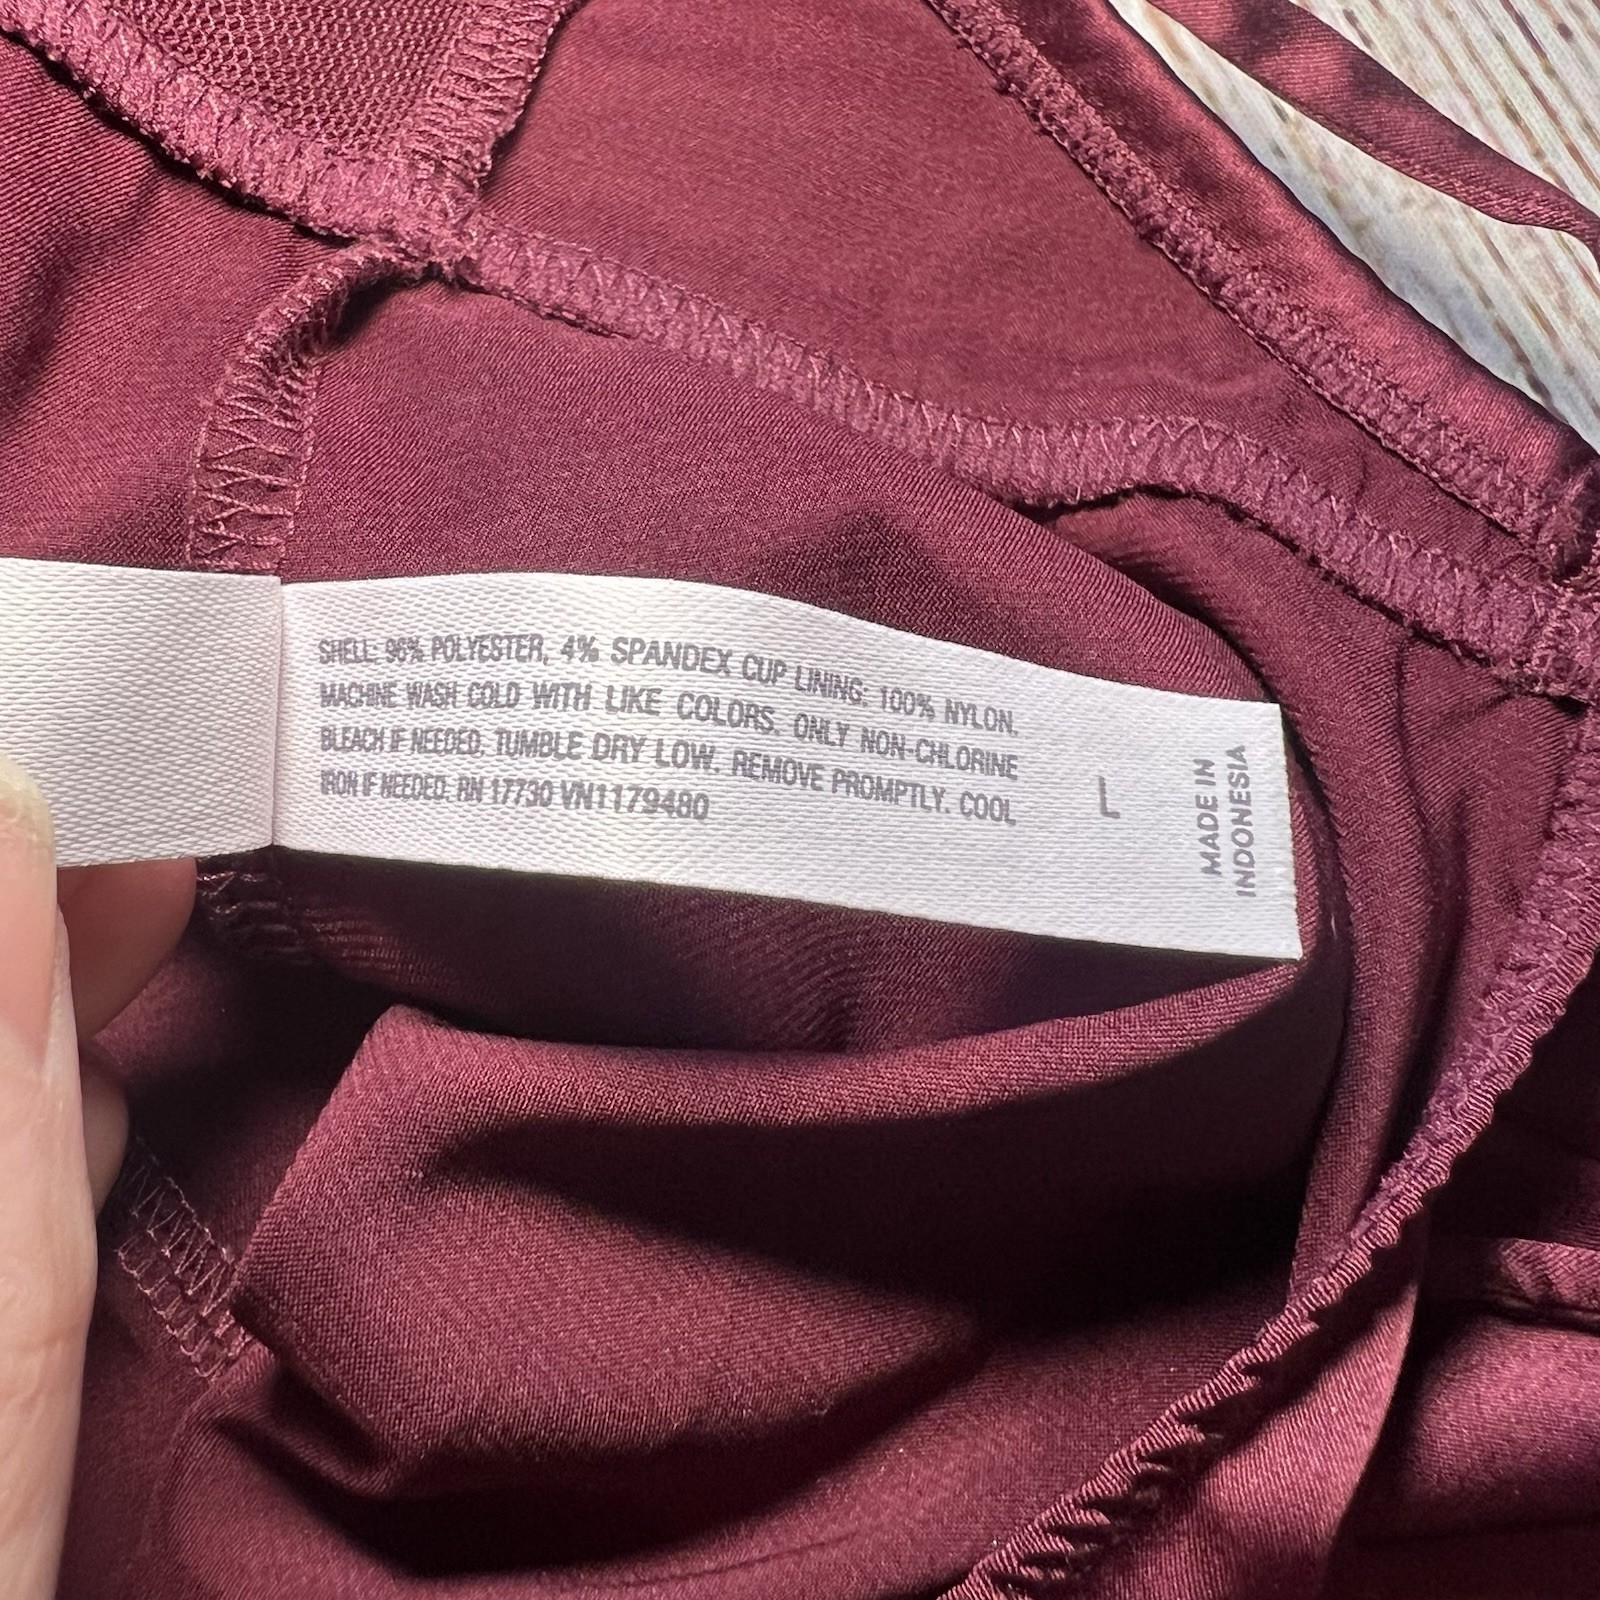 SHELL: 96% POLYESTER, 4% SPANDEX CUP LINING: 100% NYLON.
MACHINE WASH COLD WITH LIKE COLORS. ONLY NON-CHLORINE
BLEACH IF NEEDED. TUMBLE DRY LOW. REMOVE PROMPTLY. COOL
IRON IF NEEDED. RN 17730 VN1179480
L
MADE IN
INDONESIA